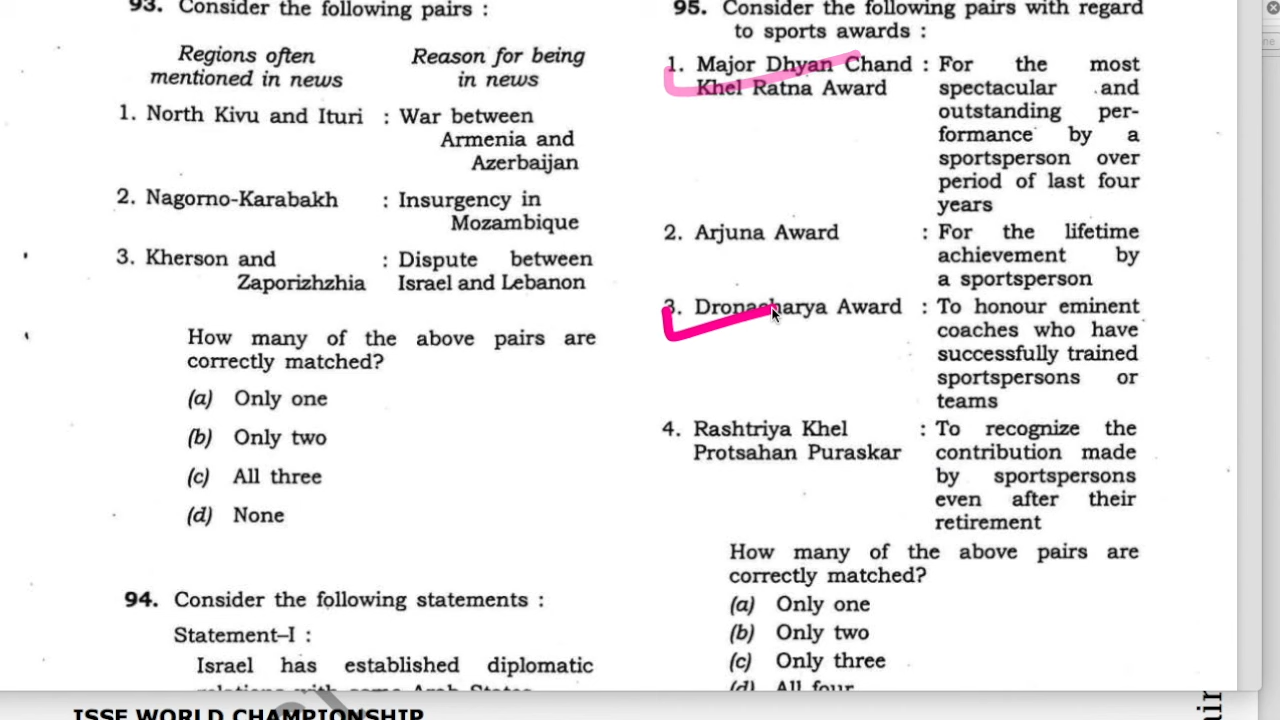 93. Consider the following pairs :
Regions often mentioned in news
Reason for being in news
1. North Kivu and Ituri : War between
Armenia and
Azerbaijan
2. Nagorno-Karabakh : Insurgency in
Mozambique
3. Kherson and : Dispute between
Zaporizhzhia Israel and Lebanon
How many of the above pairs are
correctly matched?
(a) Only one
(b) Only two
(c) All three
(d) None
94. Consider the following statements :
Statement–I :
Israel has established diplomatic
relations with some Arab States.
95. Consider the following pairs with regard
to sports awards :
1. Major Dhyan Chand : For the most
Khel Ratna Award spectacular and
outstanding per-
formance by a
sportsperson over
period of last four
years
2. Arjuna Award : For the lifetime
achievement by
a sportsperson
3. Dronacharya Award : To honour eminent
coaches who have
successfully trained
sportspersons or
teams
4. Rashtriya Khel : To recognize the
Protsahan Puraskar contribution made
by sportspersons
even after their
retirement
How many of the above pairs are
correctly matched?
(a) Only one
(b) Only two
(c) Only three
(d) All four
ISSF WORLD CHAMPIONSHIP